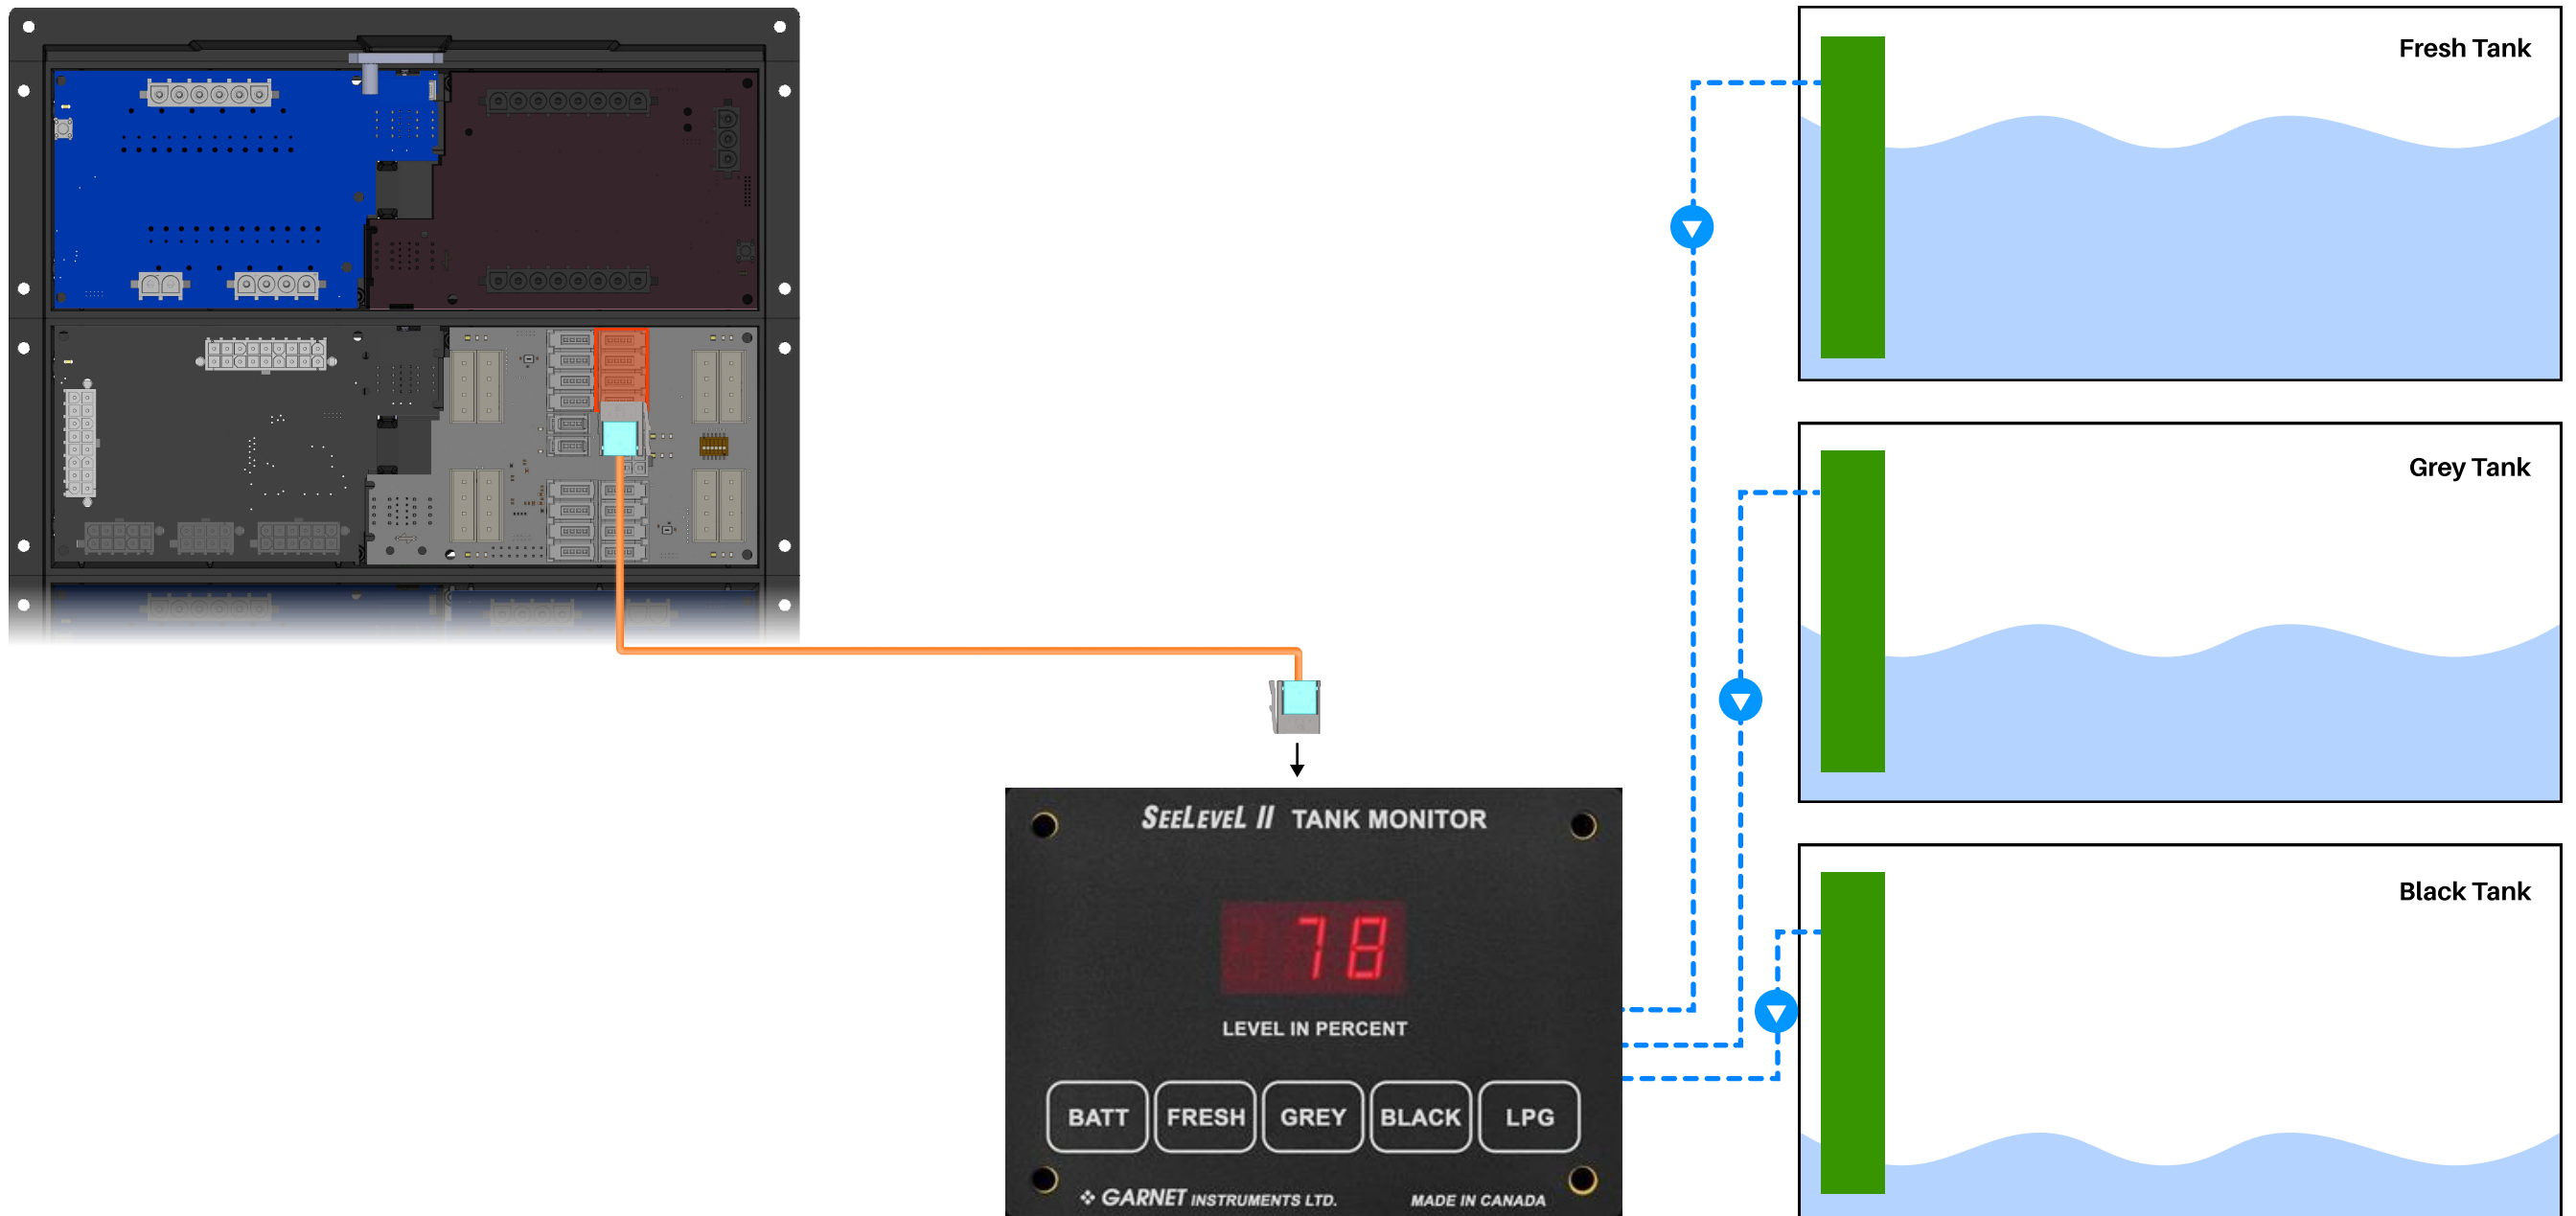 Fresh Tank
Grey Tank
Black Tank
SEELEVEL II TANK MONITOR
78
LEVEL IN PERCENT
BATT FRESH GREY BLACK LPG
GARNET INSTRUMENTS LTD. MADE IN CANADA